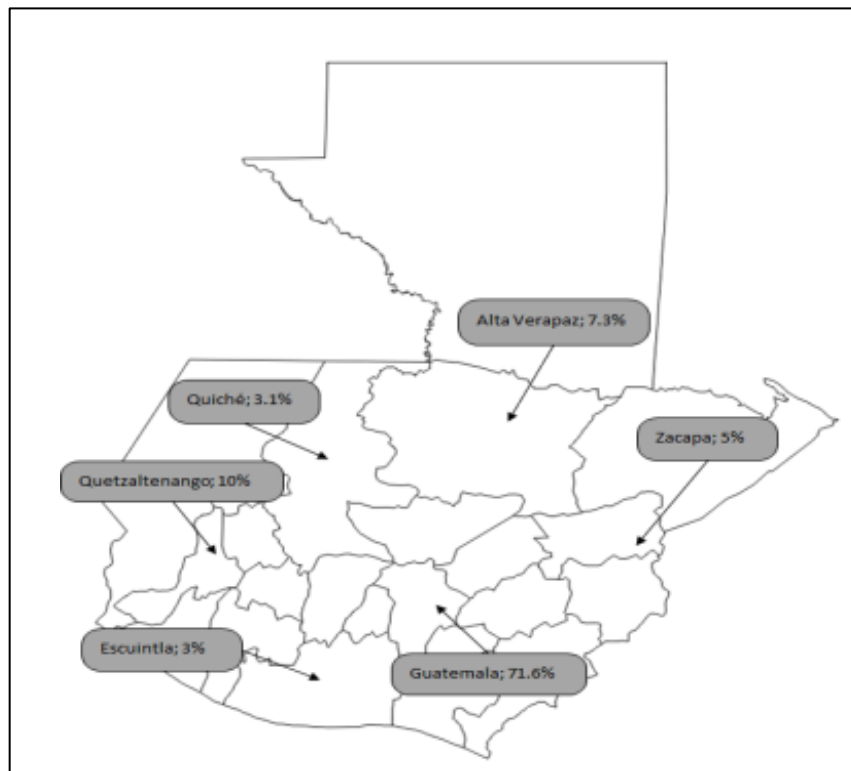 Alta Verapaz; 7.3%
Quiché; 3.1%
Zacapa; 5%
Quetzaltenango; 10%
Escuintla; 3%
Guatemala; 71.6%